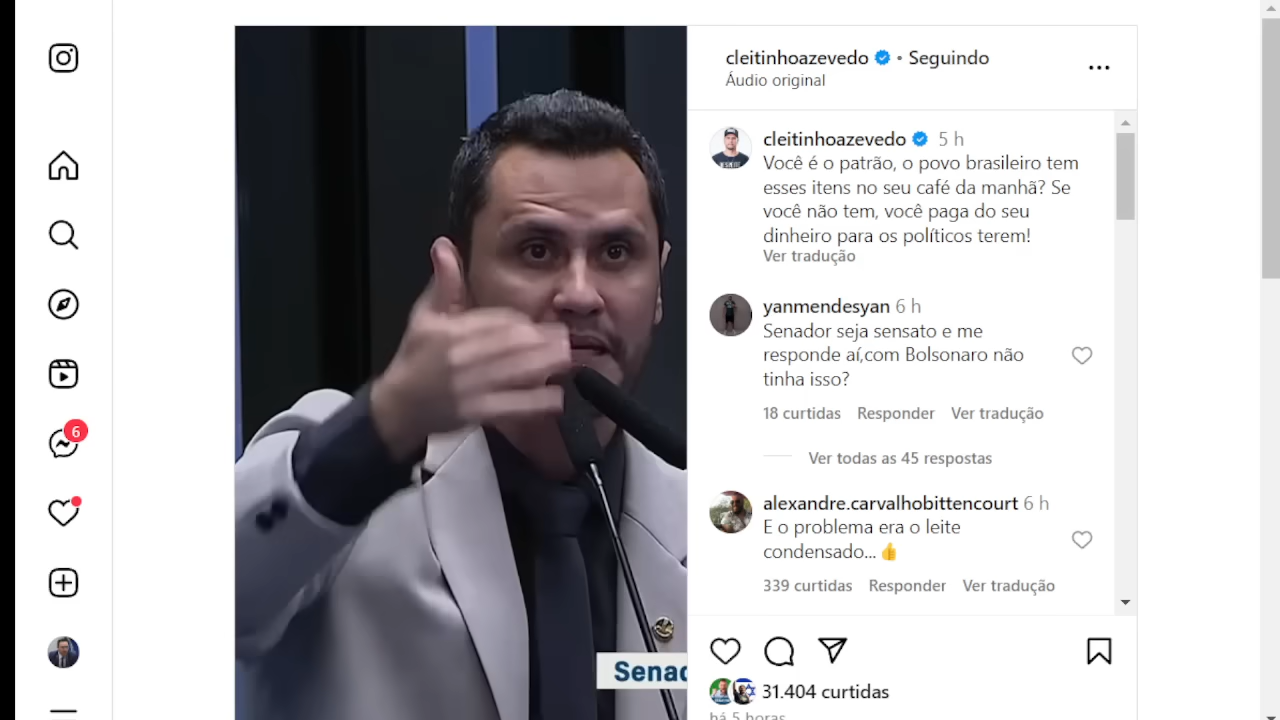 cleitinhoazevedo • Seguindo
Áudio original
cleitinhoazevedo 5 h
Você é o patrão, o povo brasileiro tem
esses itens no seu café da manhã? Se
você não tem, você paga do seu
dinheiro para os políticos terem!
Ver tradução
yanmendesyan 6 h
Senador seja sensato e me
responde aí,com Bolsonaro não
tinha isso?
18 curtidas Responder Ver tradução
Ver todas as 45 respostas
alexandre.carvalhobittencourt 6 h
E o problema era o leite
condensado...👍
339 curtidas Responder Ver tradução
6
Senad
31.404 curtidas
há 5 horas